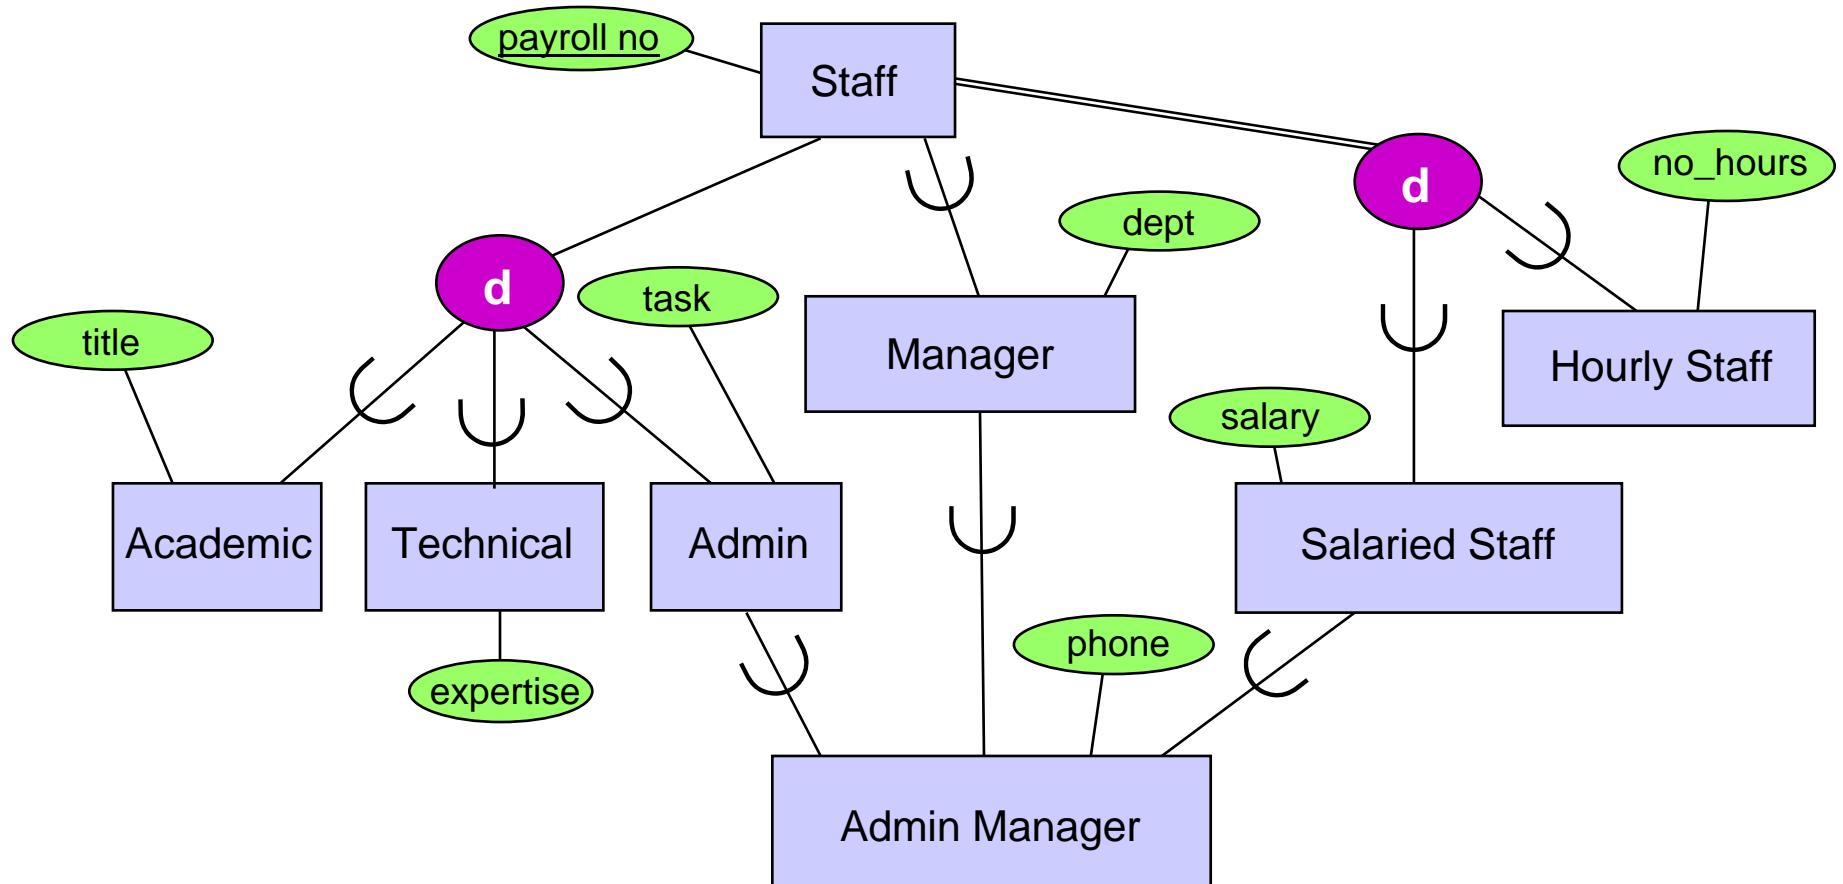 payroll no
Staff
d
no_hours
dept
d
task
title
Manager
Hourly Staff
salary
Academic
Technical
Admin
Salaried Staff
phone
expertise
Admin Manager